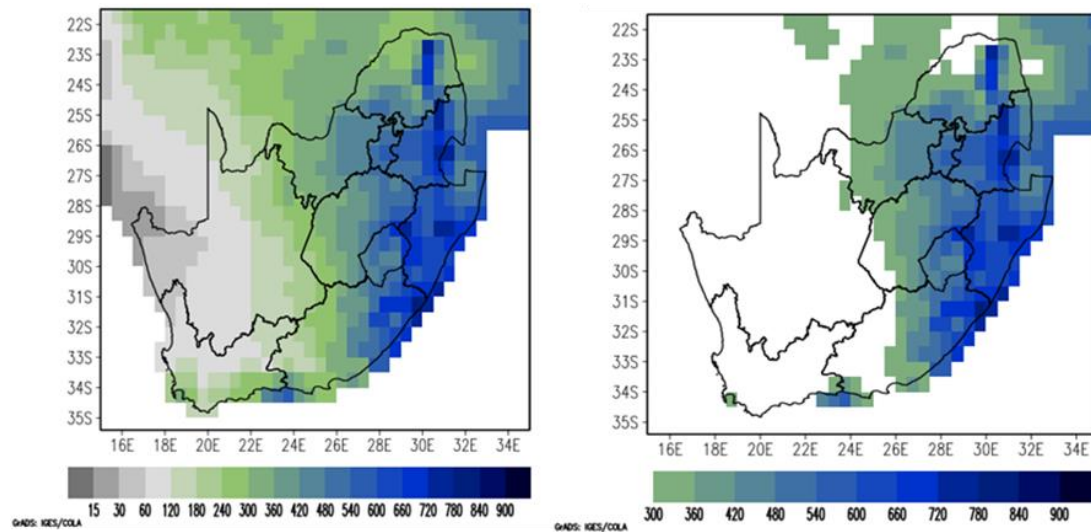 22S
23S
24S
25S
26S
27S
28S
29S
30S
31S
32S
33S
34S
35S
16E 18E 20E 22E 24E 26E 28E 30E 32E 34E
15 30 60 120 180 240 300 360 420 480 540 600 660 720 780 840 900
GrADS: IGES/COLA
22S
23S
24S
25S
26S
27S
28S
29S
30S
31S
32S
33S
34S
35S
16E 18E 20E 22E 24E 26E 28E 30E 32E 34E
300 360 420 480 540 600 660 720 780 840 900
GrADS: IGES/COLA